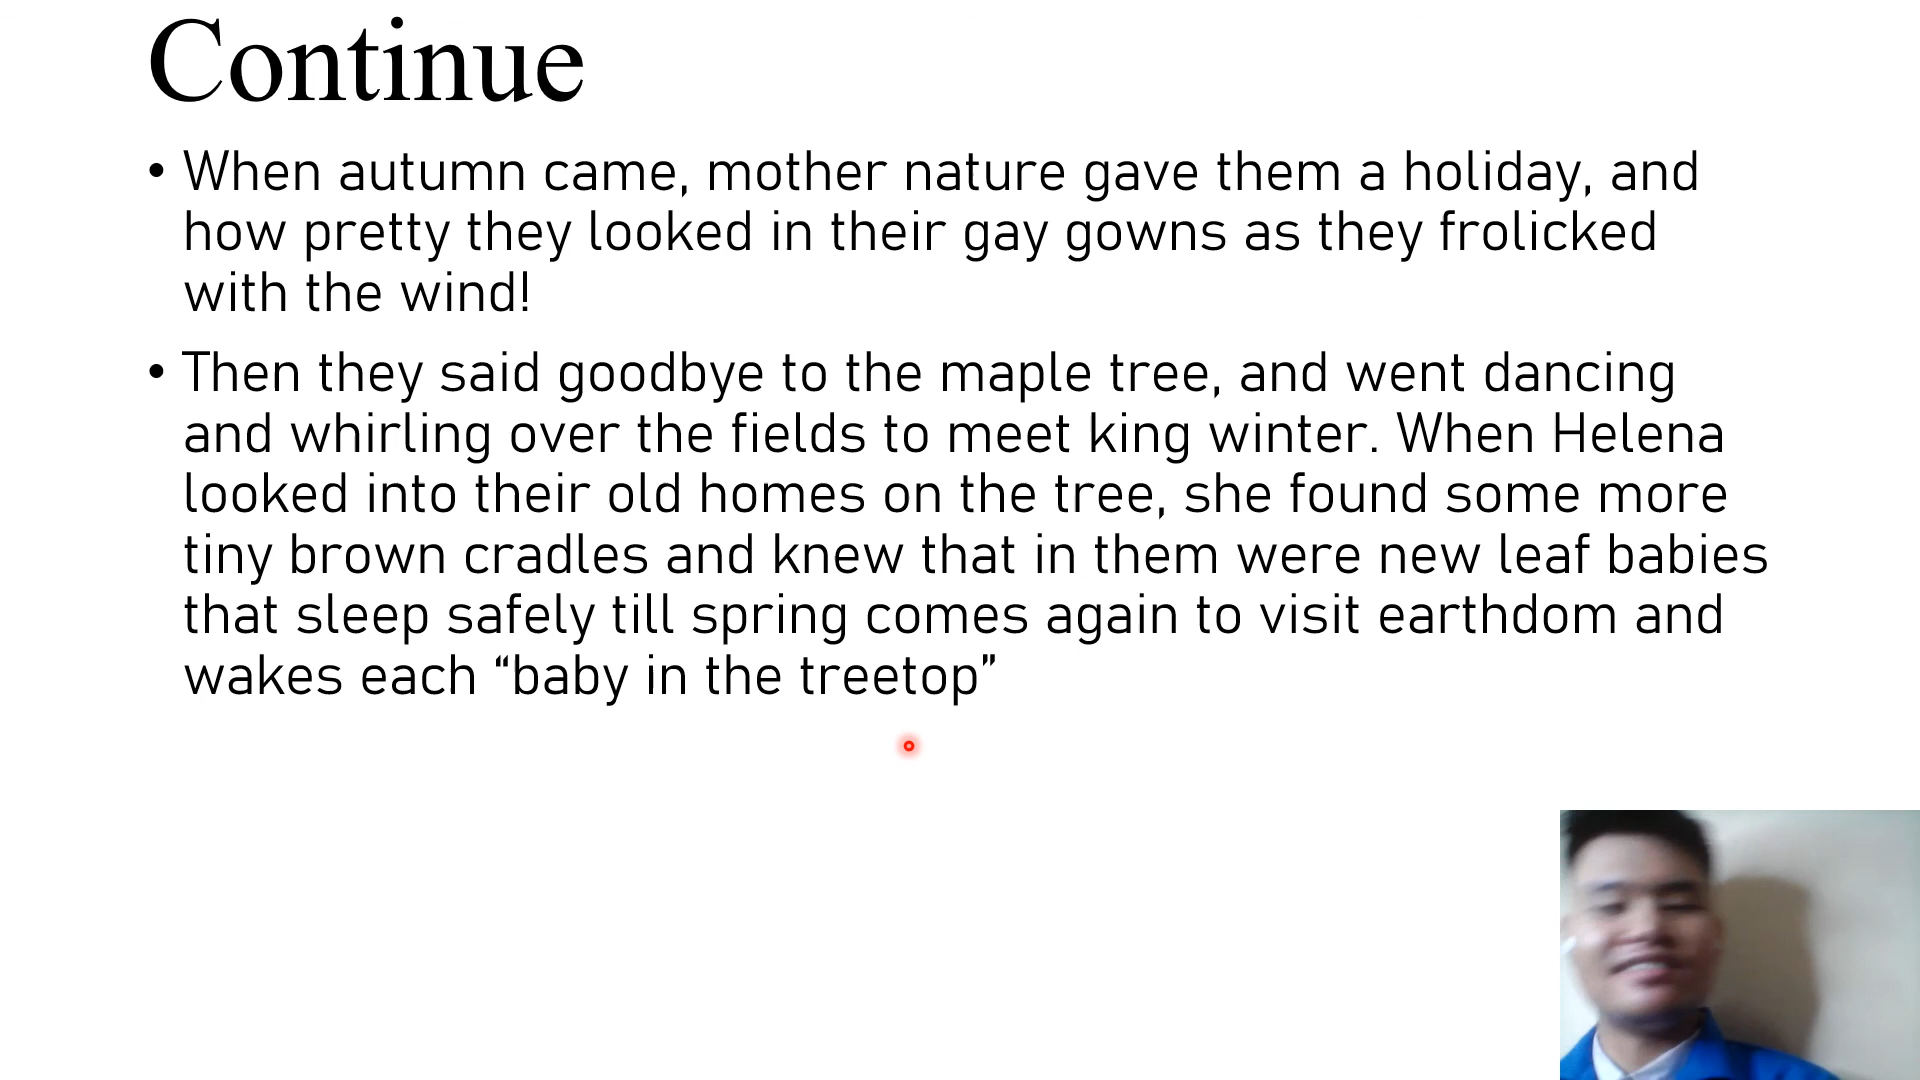 Continue
• When autumn came, mother nature gave them a holiday, and
how pretty they looked in their gay gowns as they frolicked
with the wind!
• Then they said goodbye to the maple tree, and went dancing
and whirling over the fields to meet king winter. When Helena
looked into their old homes on the tree, she found some more
tiny brown cradles and knew that in them were new leaf babies
that sleep safely till spring comes again to visit earthdom and
wakes each “baby in the treetop”